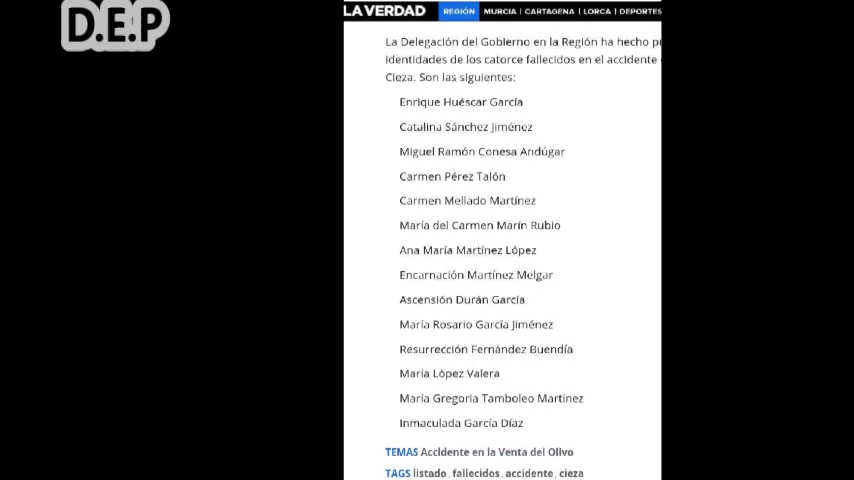 D.E.P
LA VERDAD REGIÓN MURCIA | CARTAGENA | LORCA | DEPORTES
La Delegación del Gobierno en la Región ha hecho
identidades de los catorce fallecidos en el accidente
Cieza. Son las siguientes:
Enrique Huéscar García
Catalina Sánchez Jiménez
Miguel Ramón Conesa Andúgar
Carmen Pérez Talón
Carmen Mellado Martínez
María del Carmen Marín Rubio
Ana María Martínez López
Encarnación Martínez Melgar
Ascensión Durán García
María Rosario García Jiménez
Resurrección Fernández Buendía
María López Valera
María Gregoria Tamboleo Martínez
Inmaculada García Díaz
TEMAS Accidente en la Venta del Olivo
TAGS listado, fallecidos, accidente, cieza